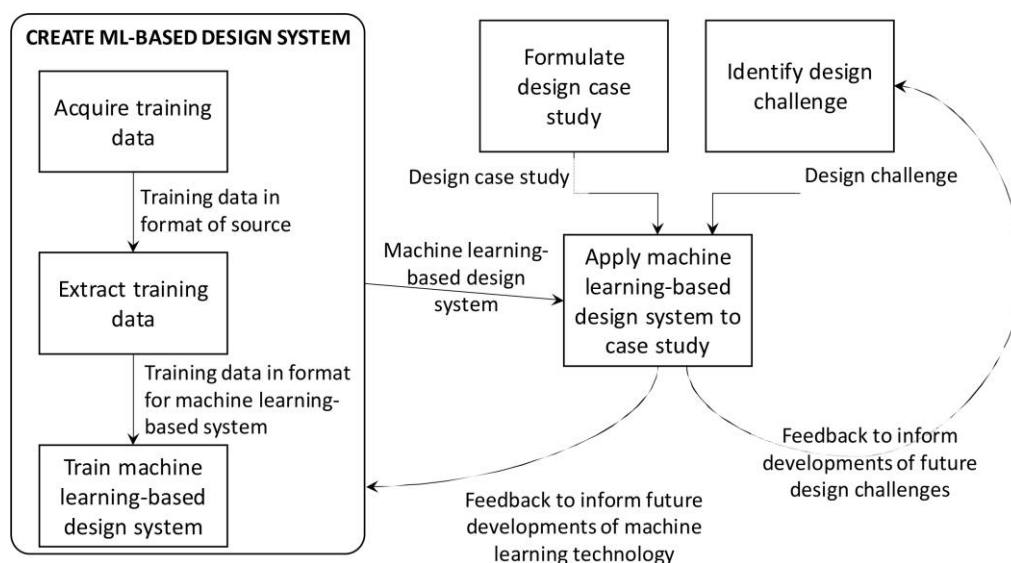 CREATE ML-BASED DESIGN SYSTEM
Acquire training
data
Training data in
format of source
Extract training
data
Training data in format
for machine learning-
based system
Train machine
learning-based
design system
Formulate
design case
study
Identify design
challenge
Design case study
Design challenge
Machine learning-
based design
system
Apply machine
learning-based
design system to
case study
Feedback to inform future
developments of machine
learning technology
Feedback to inform
developments of future
design challenges